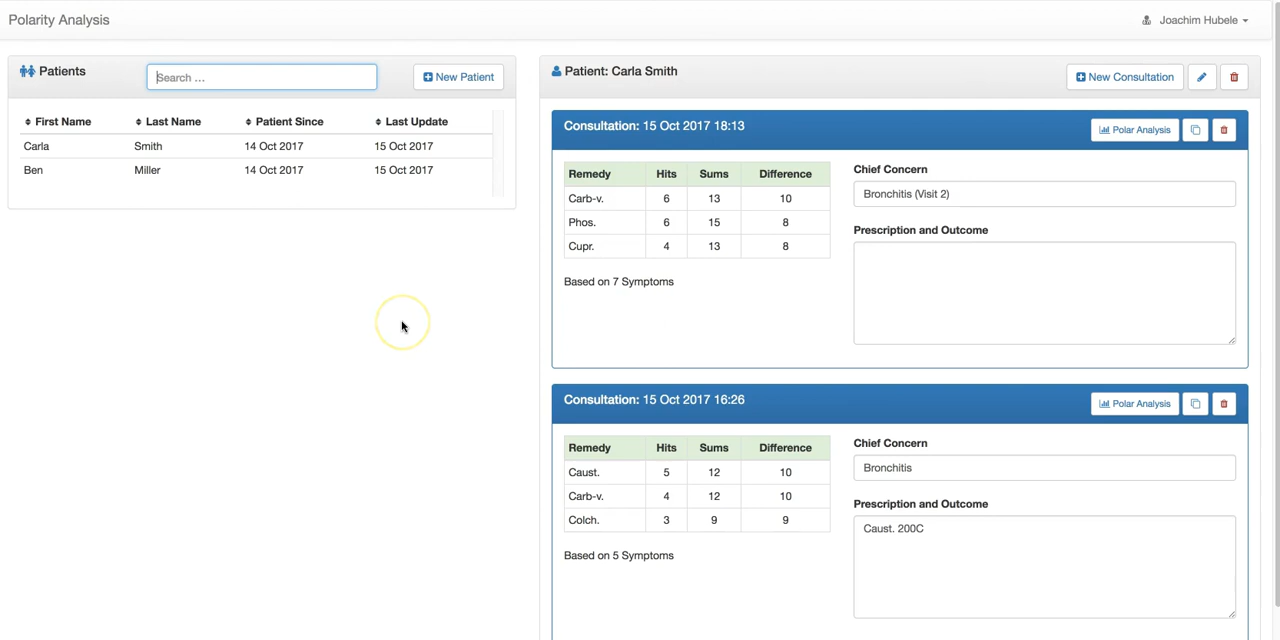 Polarity Analysis
Joachim Hubele
Patients
Search ...
New Patient
First Name Last Name Patient Since Last Update
Carla Smith 14 Oct 2017 15 Oct 2017
Ben Miller 14 Oct 2017 15 Oct 2017
Patient: Carla Smith
New Consultation
Consultation: 15 Oct 2017 18:13
Polar Analysis
Remedy Hits Sums Difference
Carb-v. 6 13 10
Phos. 6 15 8
Cupr. 4 13 8
Based on 7 Symptoms
Chief Concern
Bronchitis (Visit 2)
Prescription and Outcome
Consultation: 15 Oct 2017 16:26
Polar Analysis
Remedy Hits Sums Difference
Caust. 5 12 10
Carb-v. 4 12 10
Colch. 3 9 9
Based on 5 Symptoms
Chief Concern
Bronchitis
Prescription and Outcome
Caust. 200C